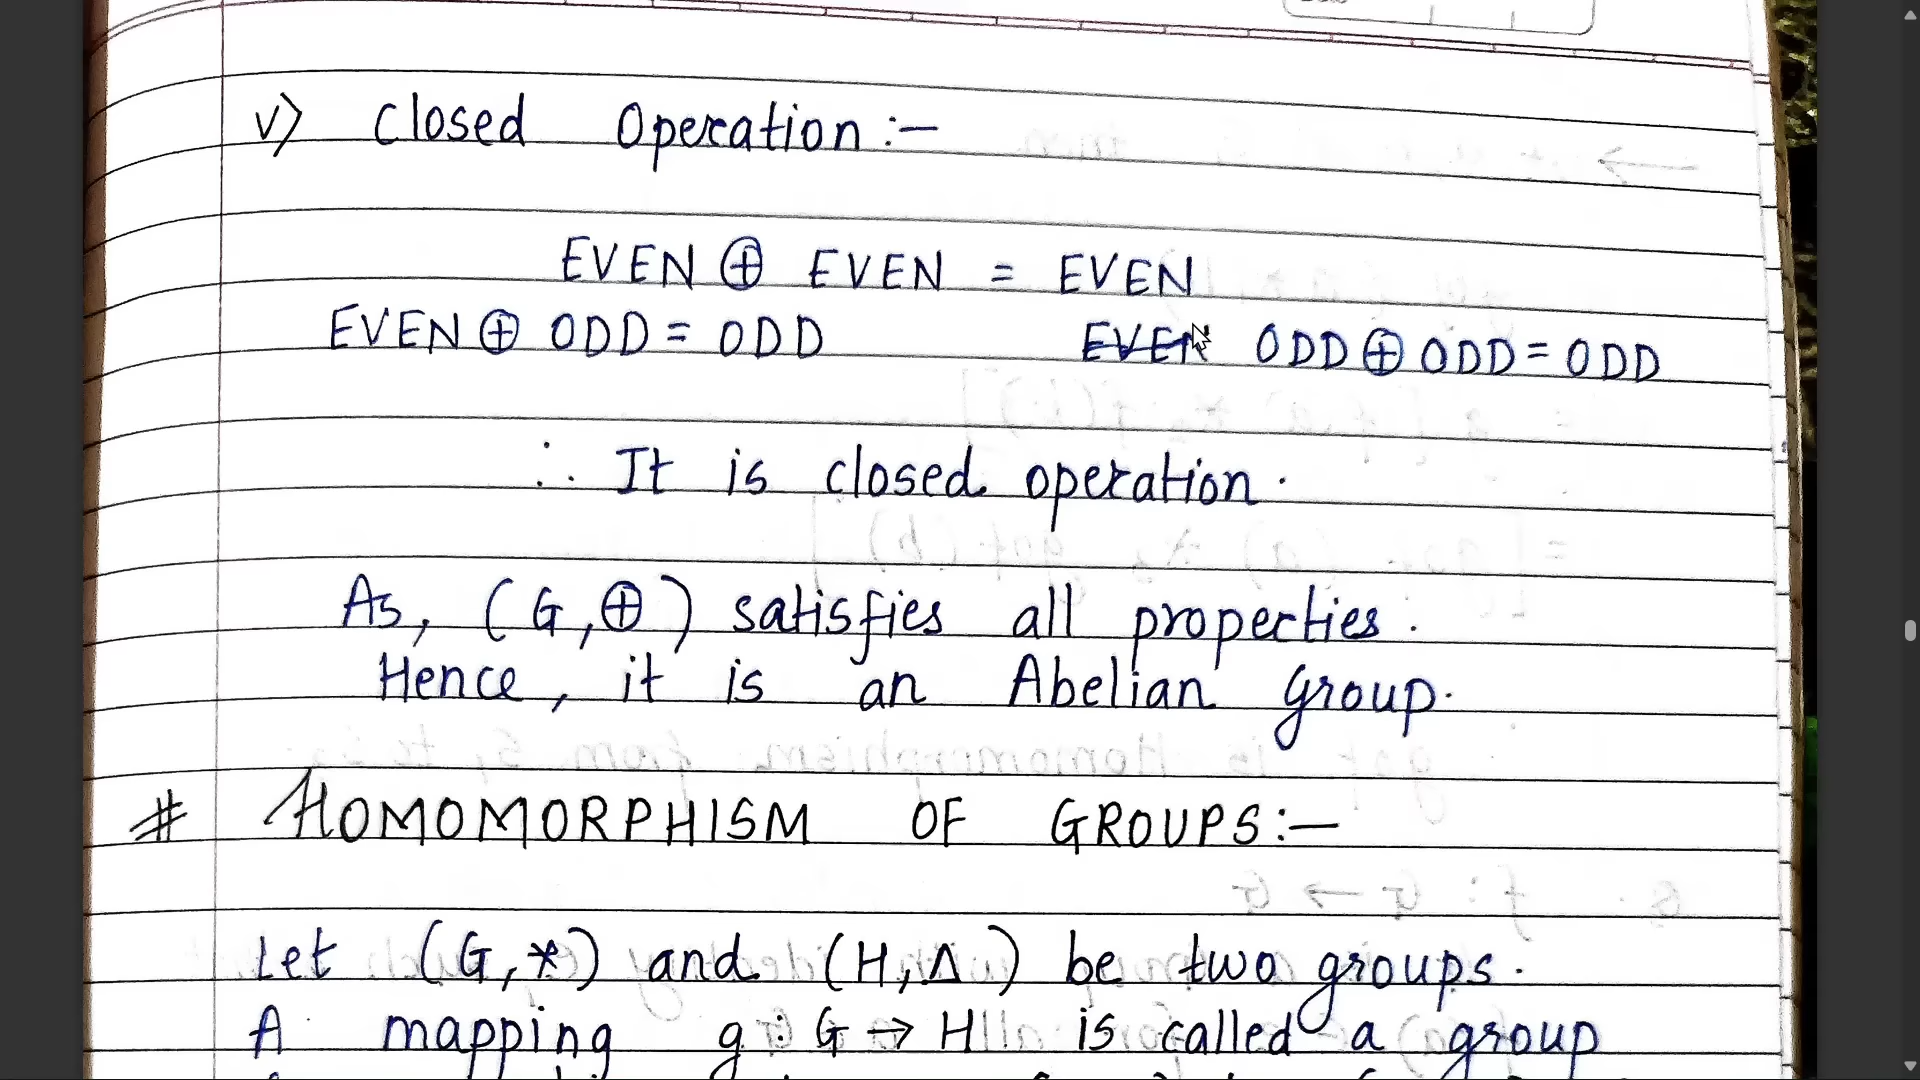 v) Closed Operation :-
EVEN ⊕ EVEN = EVEN
EVEN ⊕ ODD = ODD EVEN ODD ⊕ ODD = ODD
∴ It is closed operation.
As, (G, ⊕) satisfies all properties.
Hence, it is an Abelian group.
# HOMOMORPHISM OF GROUPS :-
Let (G, *) and (H, Δ) be two groups.
A mapping g : G → H is called a group